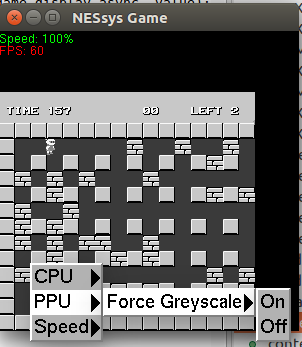 NESsys Game
Speed: 100%
FPS: 60
TIME 157 00 LEFT 2
CPU
PPU Force Greyscale On
Speed Off